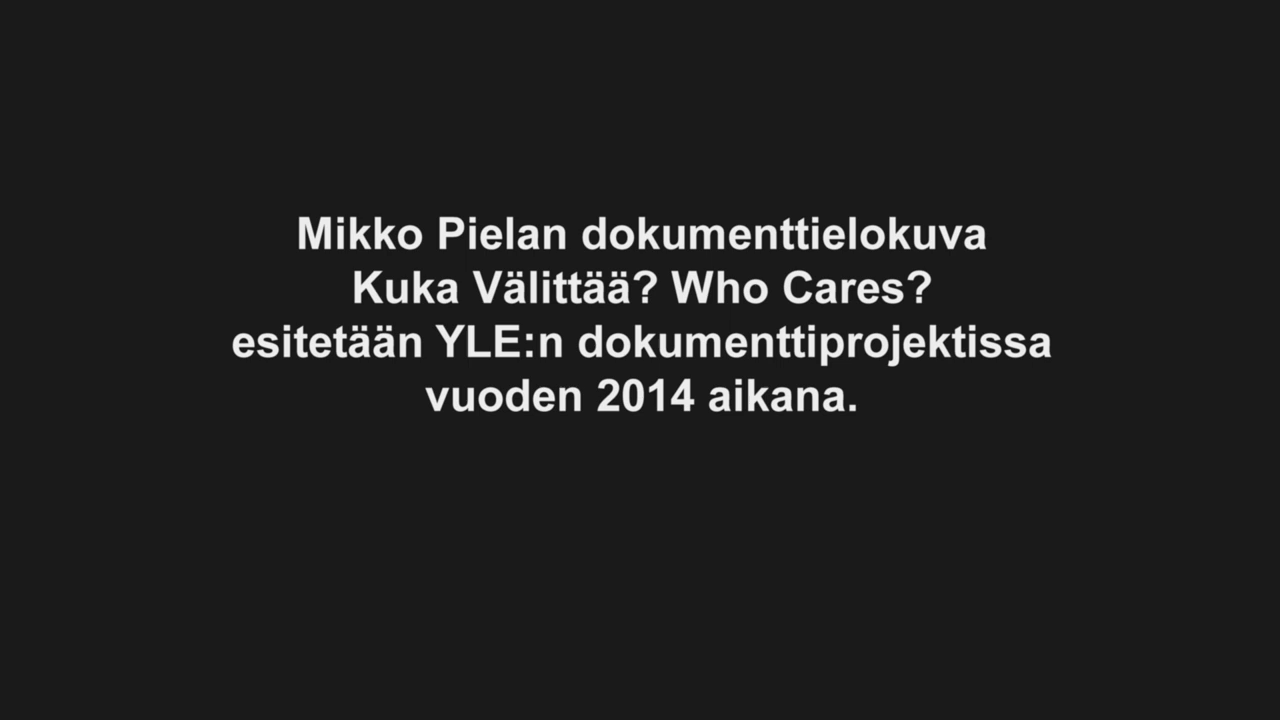 Mikko Pielan dokumenttielokuva
Kuka Välittää? Who Cares?
esitetään YLE:n dokumenttiprojektissa
vuoden 2014 aikana.